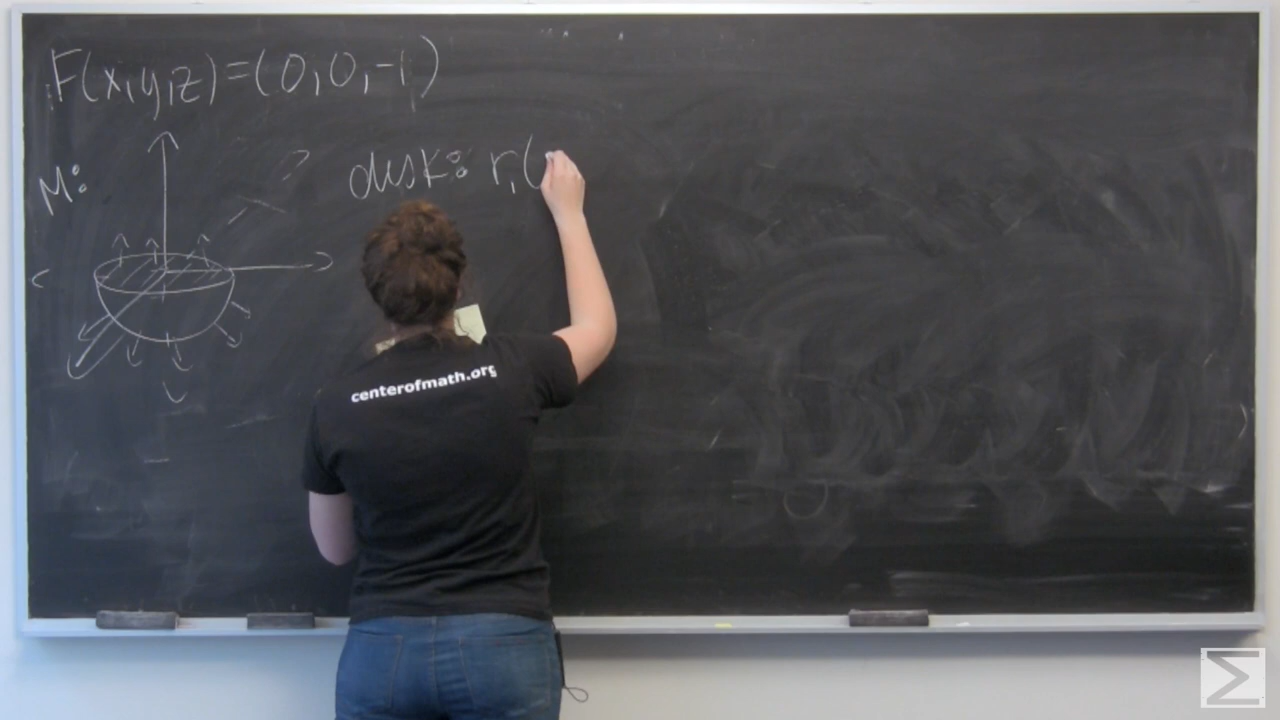 F(x,y,z)=(0,0,-1)
M:
disk: r₁(
centerofmath.org
Σ